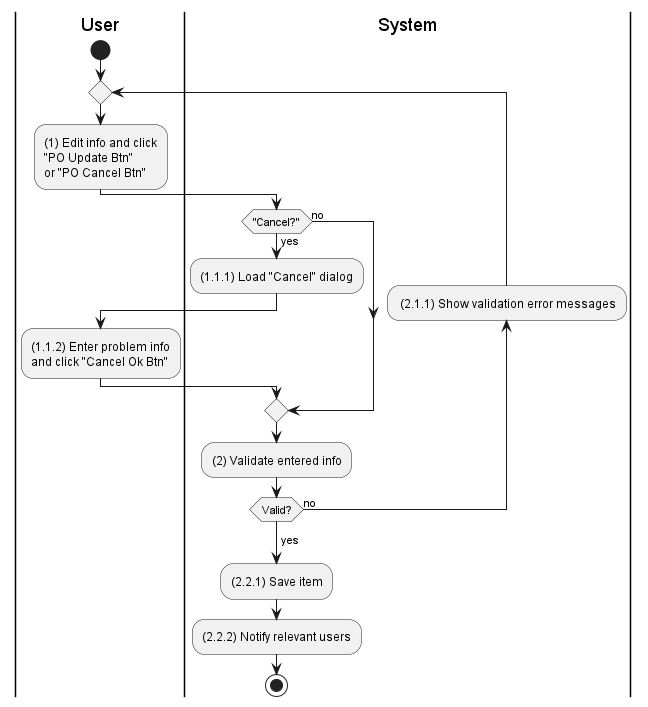 User
System
(1) Edit info and click
"PO Update Btn"
or "PO Cancel Btn"
"Cancel?"
no
yes
(1.1.1) Load "Cancel" dialog
(2.1.1) Show validation error messages
(1.1.2) Enter problem info
and click "Cancel Ok Btn"
(2) Validate entered info
Valid?
no
yes
(2.2.1) Save item
(2.2.2) Notify relevant users